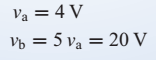 va = 4 V
vb = 5 va = 20 V